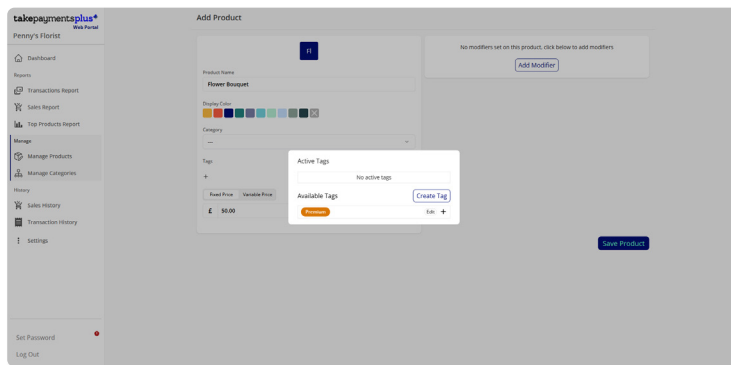 takepaymentsplus+
Web Portal
Penny's Florist
Dashboard
Reports
Transactions Report
Sales Report
Top Products Report
Manage
Manage Products
Manage Categories
History
Sales History
Transaction History
Settings
Set Password
Log Out
Add Product
Fl
Product Name
Flower Bouquet
Display Color
Category
---
Tags
+
Fixed Price Variable Price
£ 50.00
Active Tags
No active tags
Available Tags Create Tag
Premium Edit +
No modifiers set on this product, click below to add modifiers
Add Modifier
Save Product